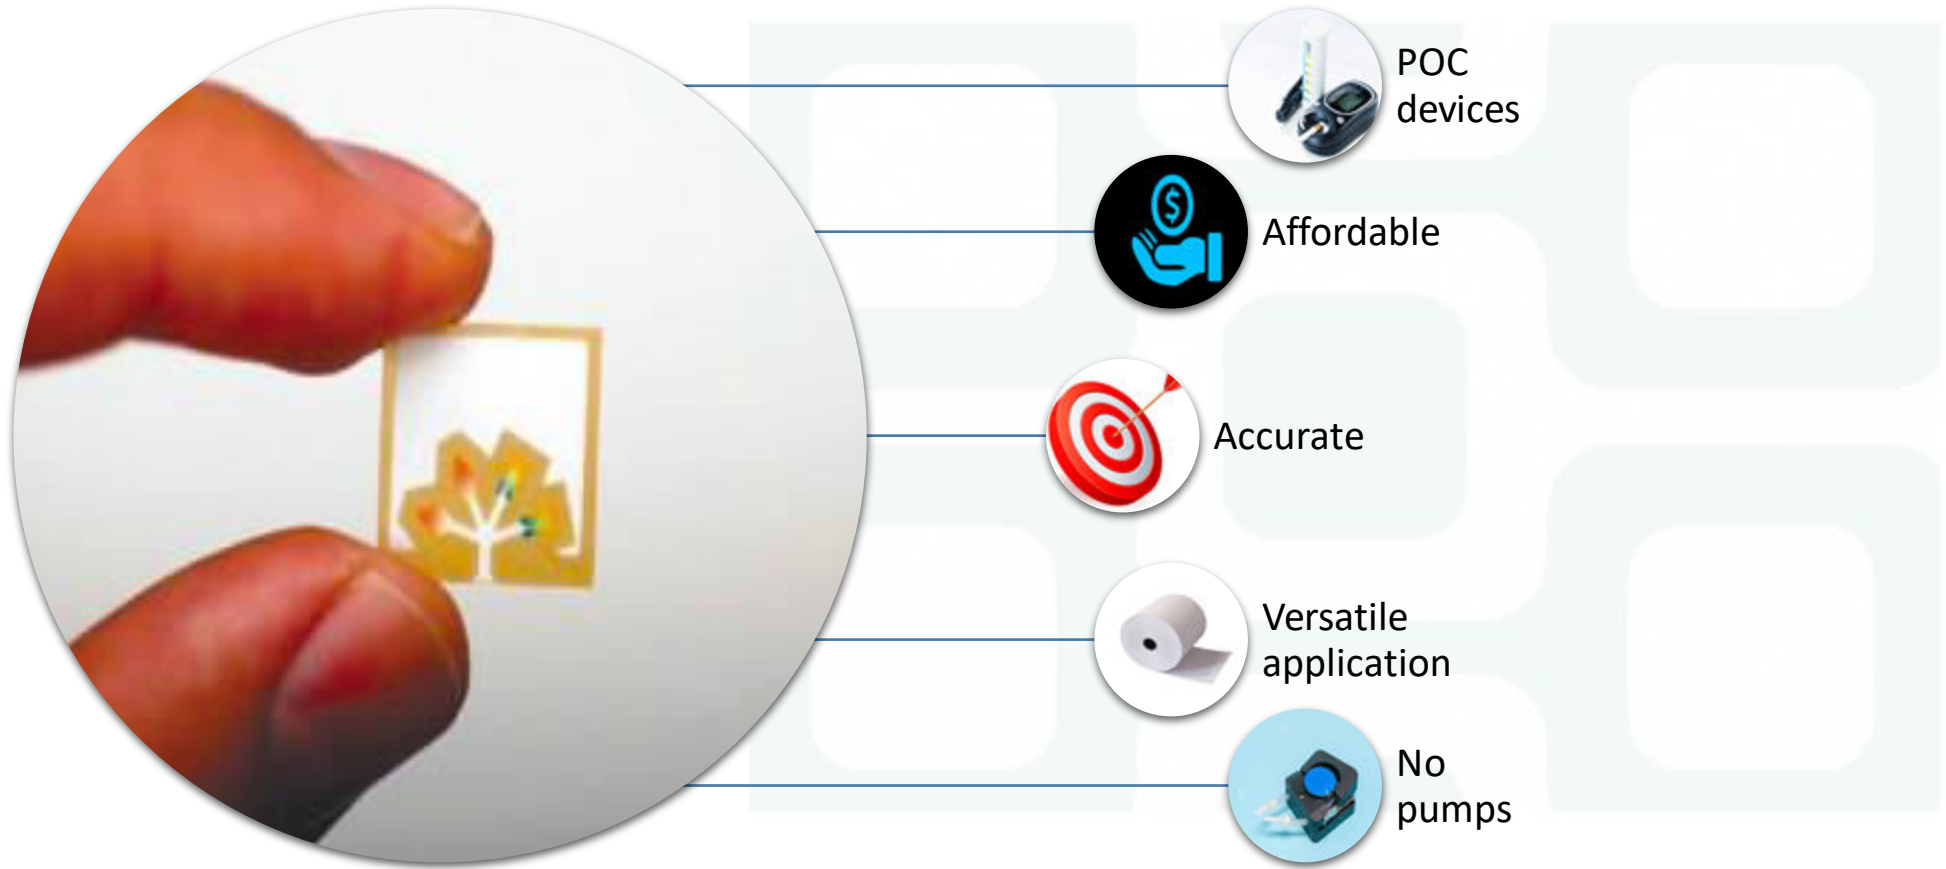 POC
devices
$
Affordable
Accurate
Versatile
application
No
pumps